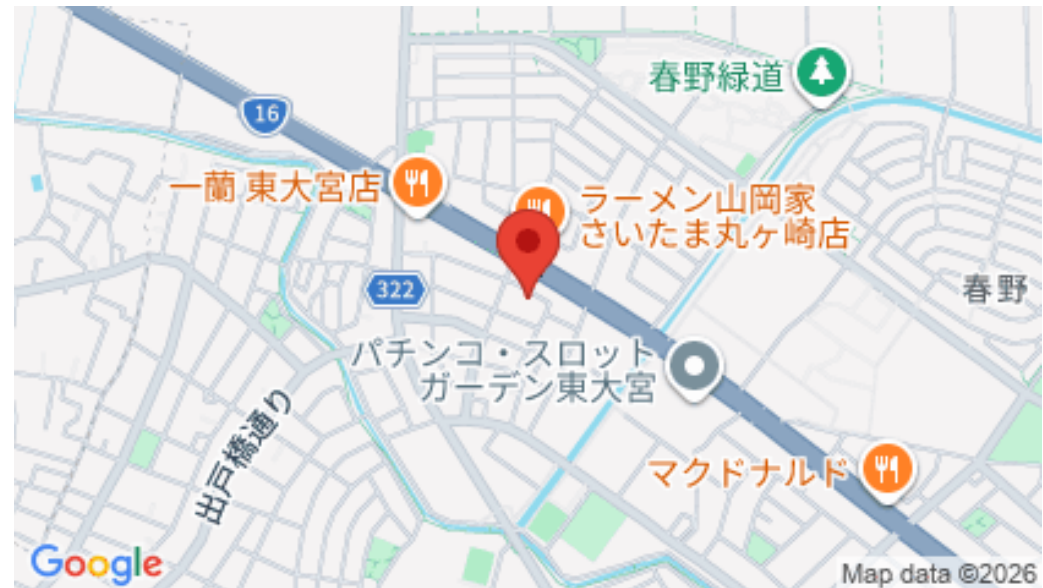 春野緑道
16
一蘭 東大宮店
ラーメン山岡家
さいたま丸ヶ崎店
322
春野
パチンコ・スロット
ガーデン東大宮
出戸橋通り
マクドナルド
Google
Map data ©2026